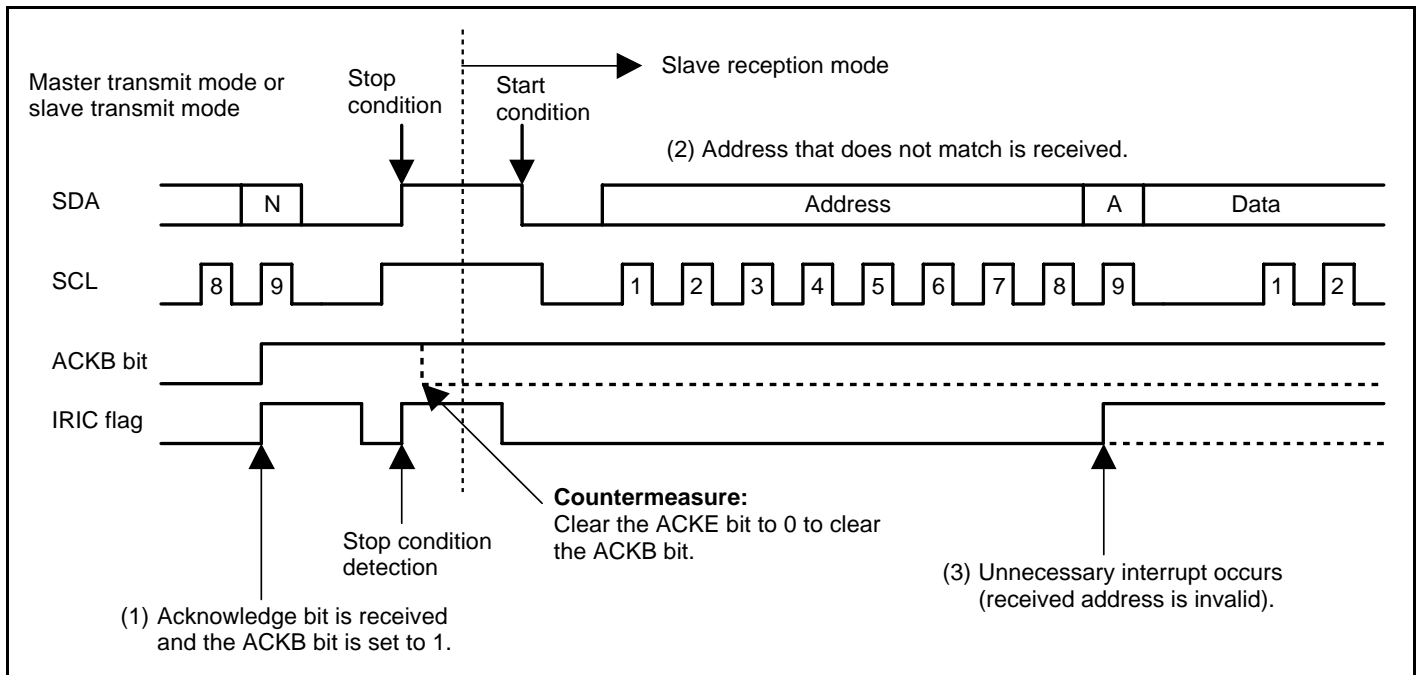 Master transmit mode or
slave transmit mode
Stop
condition
Start
condition
Slave reception mode
(2) Address that does not match is received.
SDA
N
Address
A
Data
SCL
8
9
1
2
3
4
5
6
7
8
9
1
2
ACKB bit
IRIC flag
Stop condition
detection
Countermeasure:
Clear the ACKE bit to 0 to clear
the ACKB bit.
(1) Acknowledge bit is received
and the ACKB bit is set to 1.
(3) Unnecessary interrupt occurs
(received address is invalid).